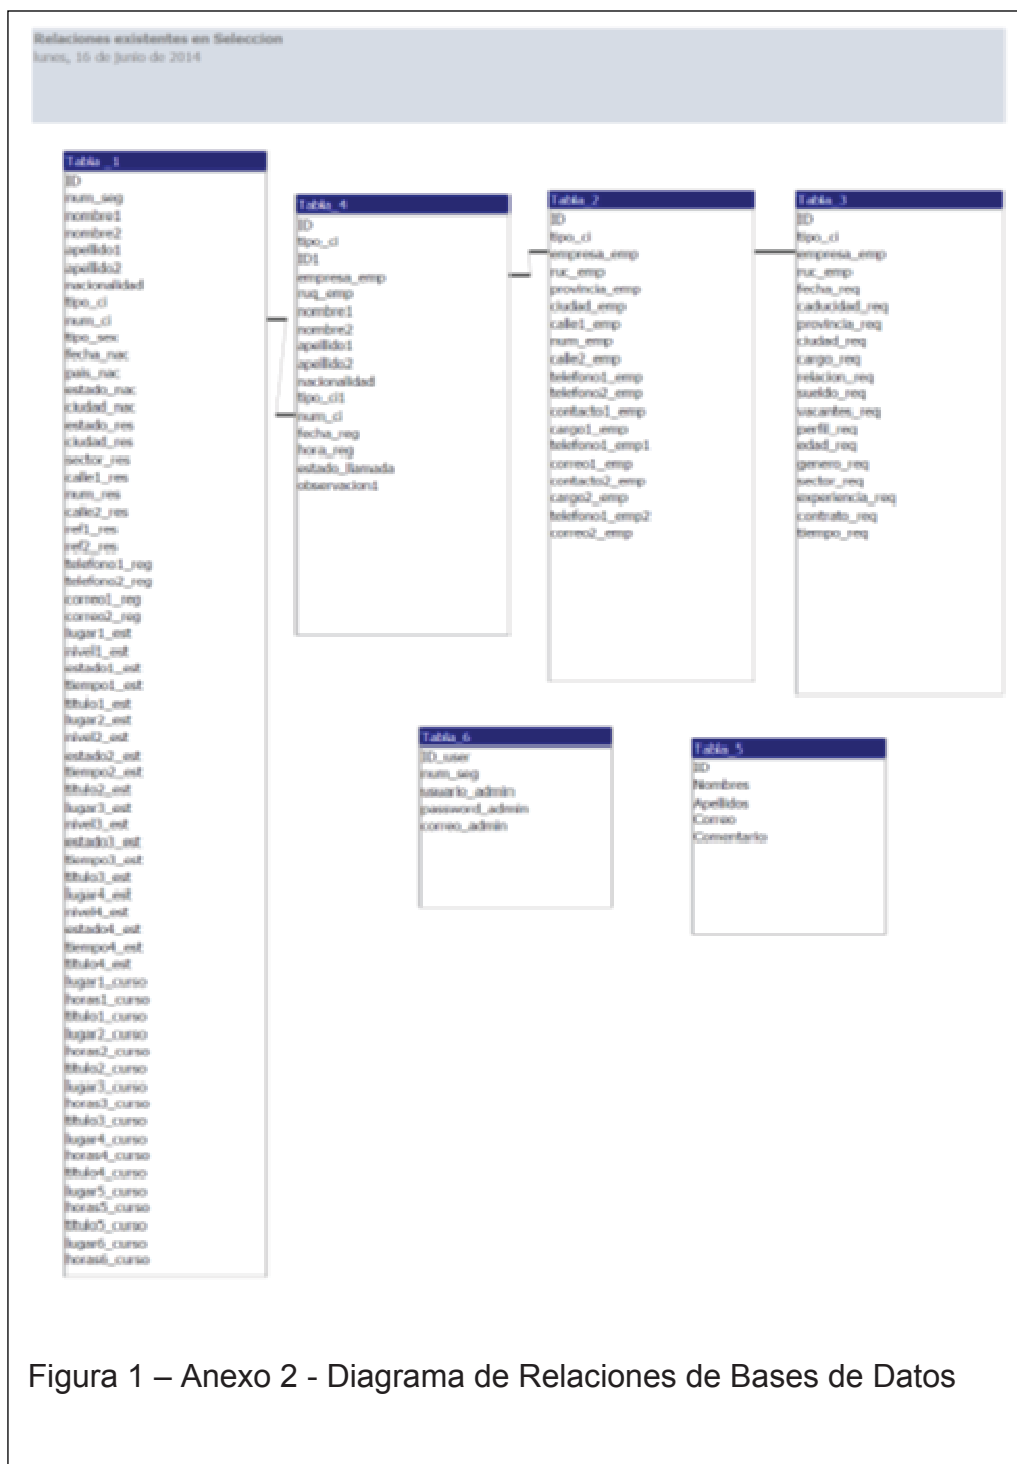 Relaciones existentes en Seleccion
lunes, 16 de junio de 2014
Tabla _1
ID
num_seg
nombre1
nombre2
apellido1
apellido2
nacionalidad
tipo_ci
num_ci
tipo_sex
fecha_nac
pais_nac
estado_nac
ciudad_nac
estado_res
ciudad_res
sector_res
calle1_res
num_res
calle2_res
ref1_res
ref2_res
telefono1_reg
telefono2_reg
correo1_reg
correo2_reg
lugar1_est
nivel1_est
estado1_est
tiempo1_est
titulo1_est
lugar2_est
nivel2_est
estado2_est
tiempo2_est
titulo2_est
lugar3_est
nivel3_est
estado3_est
tiempo3_est
titulo3_est
lugar4_est
nivel4_est
estado4_est
tiempo4_est
titulo4_est
lugar1_curso
horas1_curso
titulo1_curso
lugar2_curso
horas2_curso
titulo2_curso
lugar3_curso
horas3_curso
titulo3_curso
lugar4_curso
horas4_curso
titulo4_curso
lugar5_curso
horas5_curso
titulo5_curso
lugar6_curso
horas6_curso
Tabla_4
ID
tipo_ci
ID1
empresa_emp
ruq_emp
nombre1
nombre2
apellido1
apellido2
nacionalidad
tipo_ci1
num_ci
fecha_reg
hora_reg
estado_llamada
observacion1
Tabla_2
ID
tipo_ci
empresa_emp
ruc_emp
provincia_emp
ciudad_emp
calle1_emp
num_emp
calle2_emp
telefono1_emp
telefono2_emp
contacto1_emp
cargo1_emp
telefono1_emp1
correo1_emp
contacto2_emp
cargo2_emp
telefono1_emp2
correo2_emp
Tabla_3
ID
tipo_ci
empresa_emp
ruc_emp
fecha_req
caducidad_req
provincia_req
ciudad_req
cargo_req
relacion_req
sueldo_req
vacantes_req
perfil_req
edad_req
genero_req
sector_req
experiencia_req
contrato_req
tiempo_req
Tabla_6
ID_user
num_seg
usuario_admin
password_admin
correo_admin
Tabla_5
ID
Nombres
Apellidos
Correo
Comentario
Figura 1 – Anexo 2 - Diagrama de Relaciones de Bases de Datos